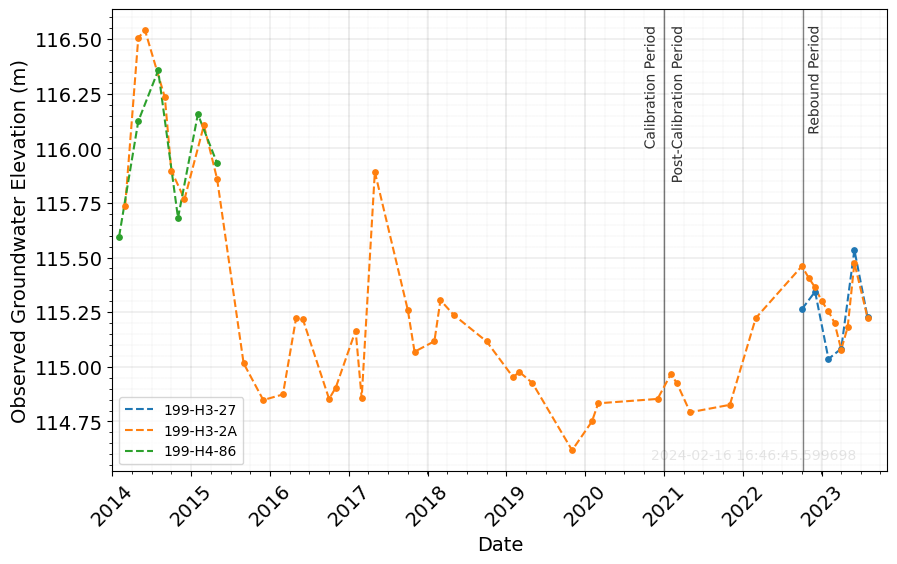 116.50
116.25
116.00
115.75
115.50
115.25
115.00
114.75
Observed Groundwater Elevation (m)
Calibration Period
Post-Calibration Period
Rebound Period
199-H3-27
199-H3-2A
199-H4-86
2024-02-16 16:46:45.599698
2014
2015
2016
2017
2018
2019
2020
2021
2022
2023
Date